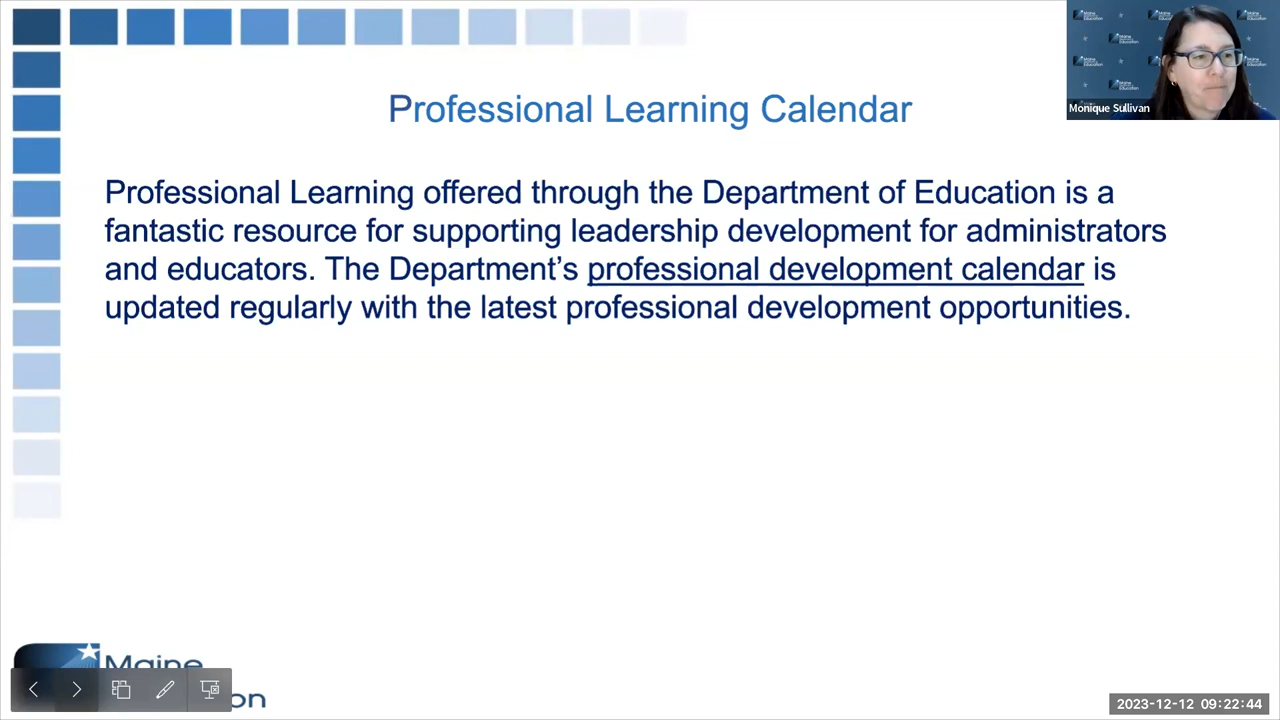 Professional Learning Calendar
Monique Sullivan
Professional Learning offered through the Department of Education is a
fantastic resource for supporting leadership development for administrators
and educators. The Department’s professional development calendar is
updated regularly with the latest professional development opportunities.
Maine
on
2023-12-12 09:22:44